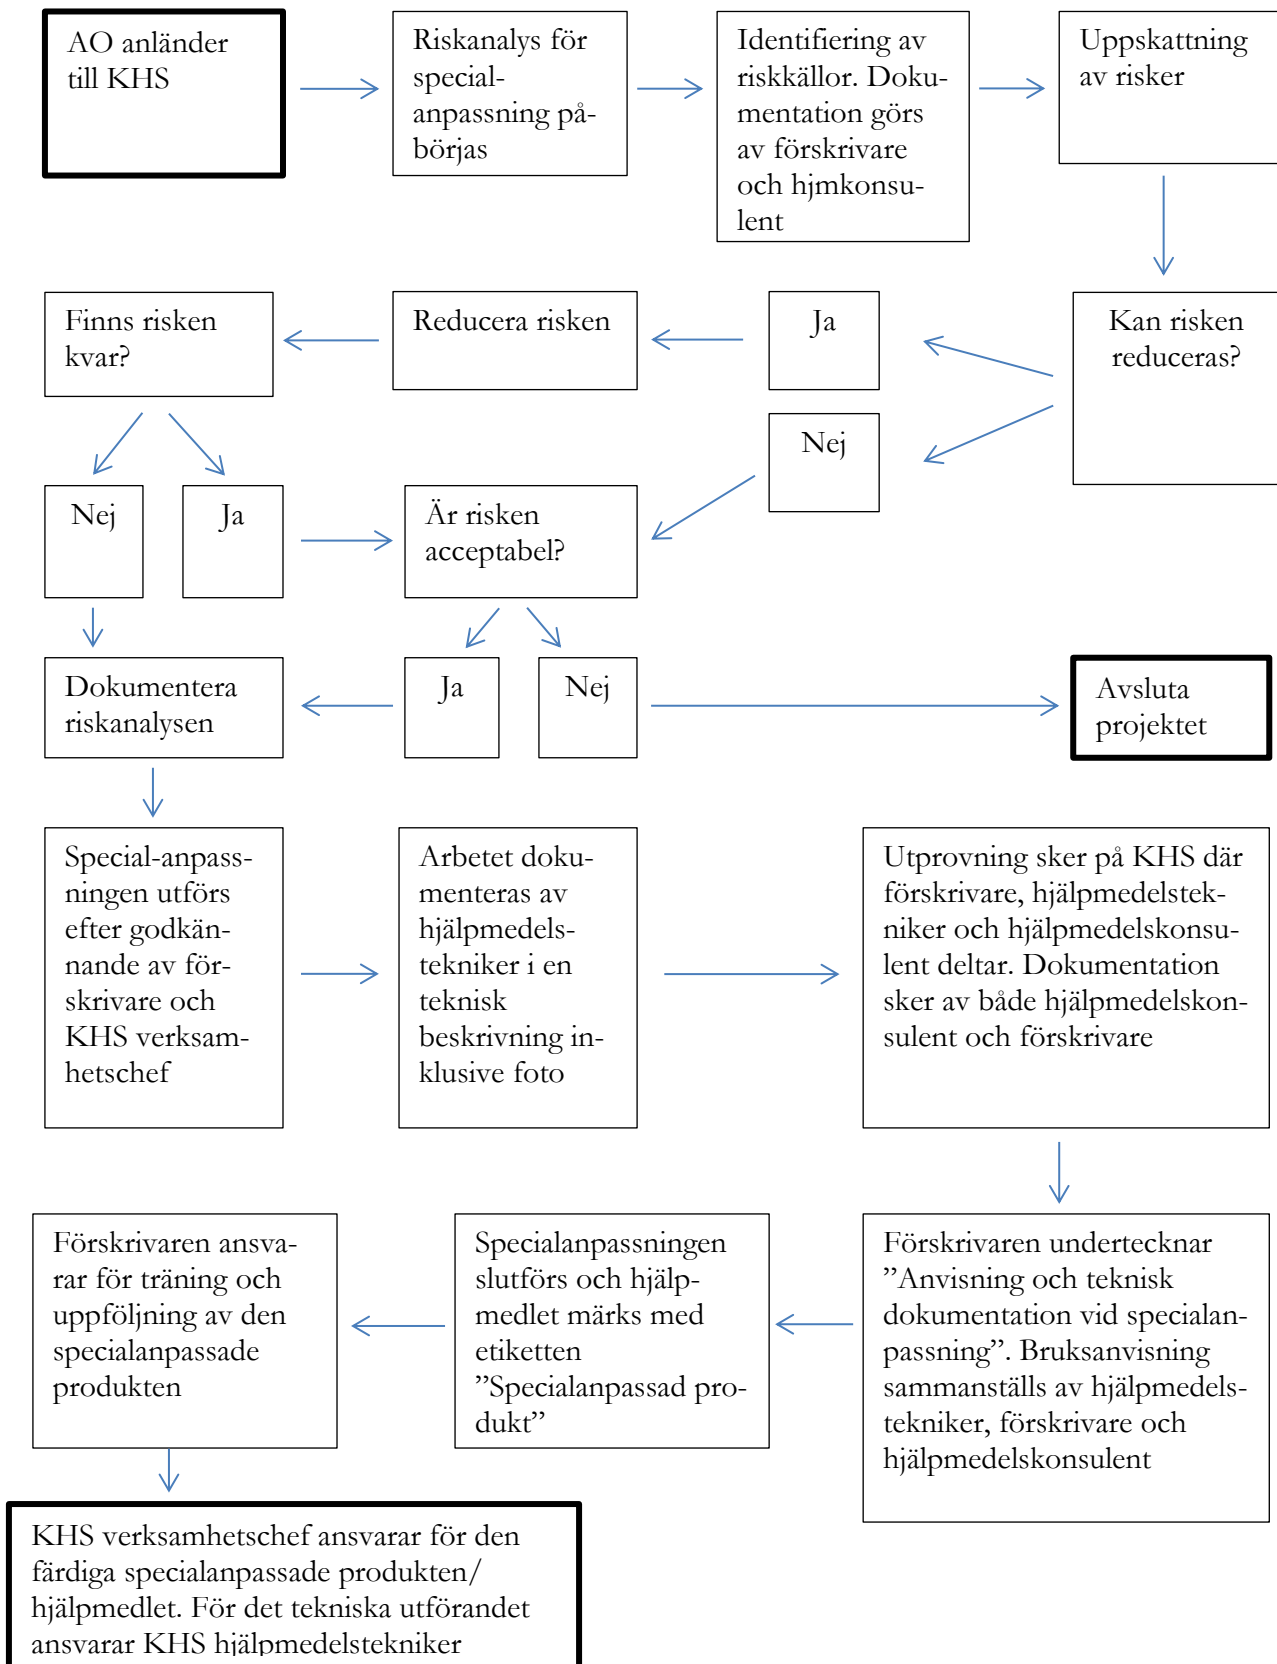 AO anländer
till KHS
Riskanalys för
special-
anpassning på-
börjas
Identifiering av
riskkällor. Doku-
mentation görs
av förskrivare
och hjmkonsu-
lent
Uppskattning
av risker
Kan risken
reduceras?
Ja
Nej
Reducera risken
Finns risken
kvar?
Nej
Ja
Är risken
acceptabel?
Ja
Nej
Avsluta
projektet
Dokumentera
riskanalysen
Special-anpass-
ningen utförs
efter godkän-
nande av för-
skrivare och
KHS verksam-
hetschef
Arbetet doku-
menteras av
hjälpmedels-
tekniker i en
teknisk
beskrivning in-
klusive foto
Utprovning sker på KHS där
förskrivare, hjälpmedelstek-
niker och hjälpmedelskonsu-
lent deltar. Dokumentation
sker av både hjälpmedelskon-
sulent och förskrivare
Förskrivaren undertecknar
”Anvisning och teknisk
dokumentation vid specialan-
passning”. Bruksanvisning
sammanställs av hjälpmedels-
tekniker, förskrivare och
hjälpmedelskonsulent
Specialanpassningen
slutförs och hjälp-
medlet märks med
etiketten
”Specialanpassad pro-
dukt”
Förskrivaren ansva-
rar för träning och
uppföljning av den
specialanpassade
produkten
KHS verksamhetschef ansvarar för den
färdiga specialanpassade produkten/
hjälpmedlet. För det tekniska utförandet
ansvarar KHS hjälpmedelstekniker